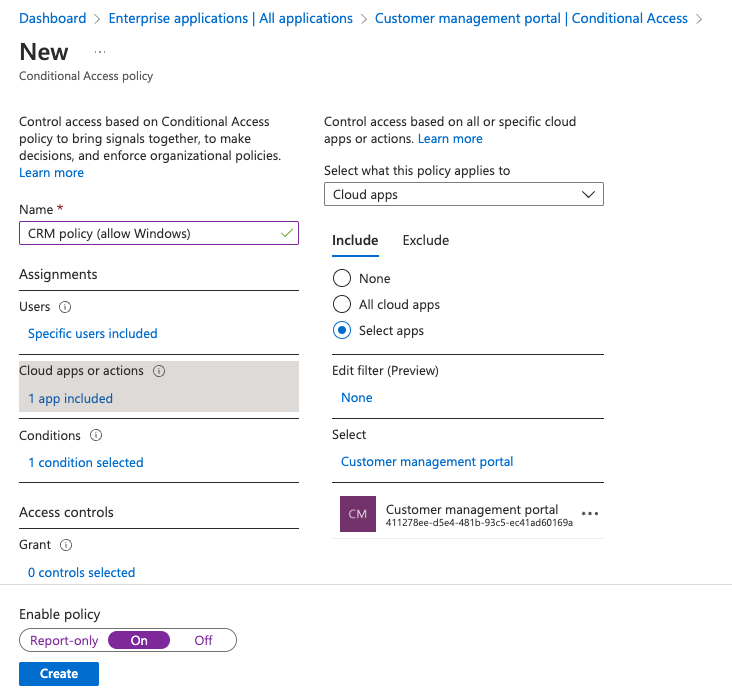 Dashboard > Enterprise applications | All applications > Customer management portal | Conditional Access >
New ...
Conditional Access policy
Control access based on Conditional Access
policy to bring signals together, to make
decisions, and enforce organizational policies.
Learn more
Name *
CRM policy (allow Windows)
Assignments
Users
Specific users included
Cloud apps or actions
1 app included
Conditions
1 condition selected
Access controls
Grant
0 controls selected
Control access based on all or specific cloud
apps or actions. Learn more
Select what this policy applies to
Cloud apps
Include Exclude
None
All cloud apps
Select apps
Edit filter (Preview)
None
Select
Customer management portal
CM
Customer management portal
411278ee-d5e4-481b-93c5-ec41ad60169a
Enable policy
Report-only On Off
Create